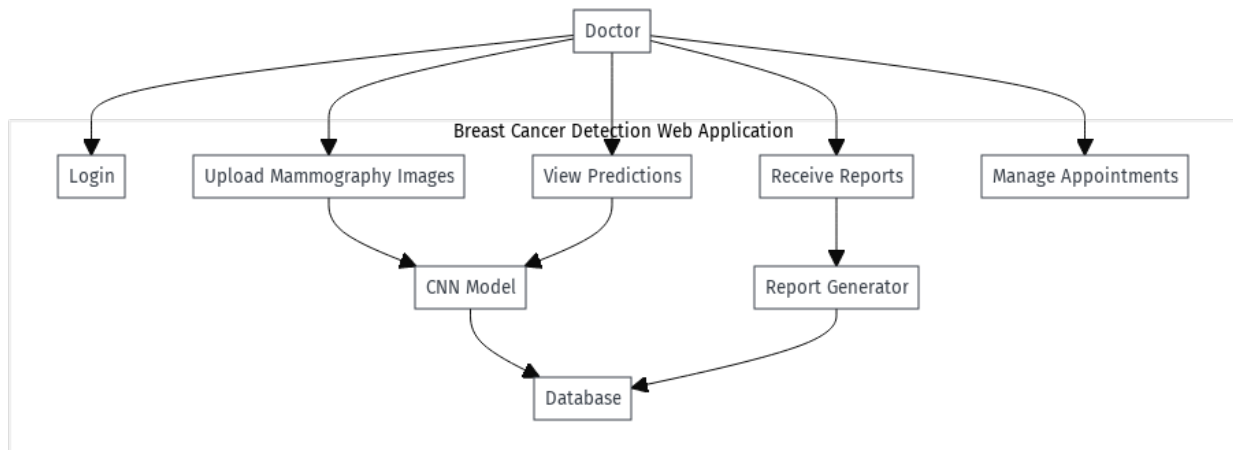 Doctor
Breast Cancer Detection Web Application
Login
Upload Mammography Images
View Predictions
Receive Reports
Manage Appointments
CNN Model
Report Generator
Database